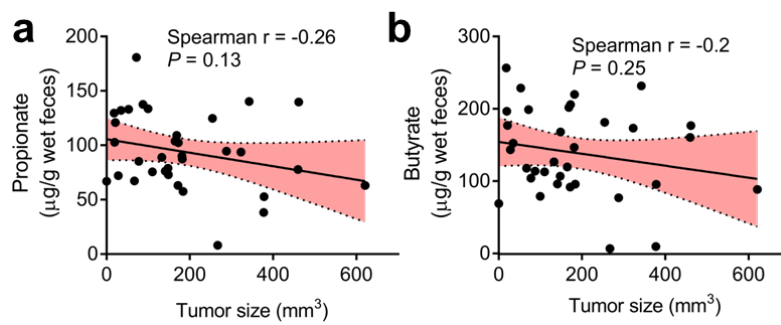 a
Spearman r = -0.26
P = 0.13
Propionate
(µg/g wet feces)
200
150
100
50
0
0 200 400 600
Tumor size (mm³)
b
Spearman r = -0.2
P = 0.25
Butyrate
(µg/g wet feces)
300
200
100
0
0 200 400 600
Tumor size (mm³)